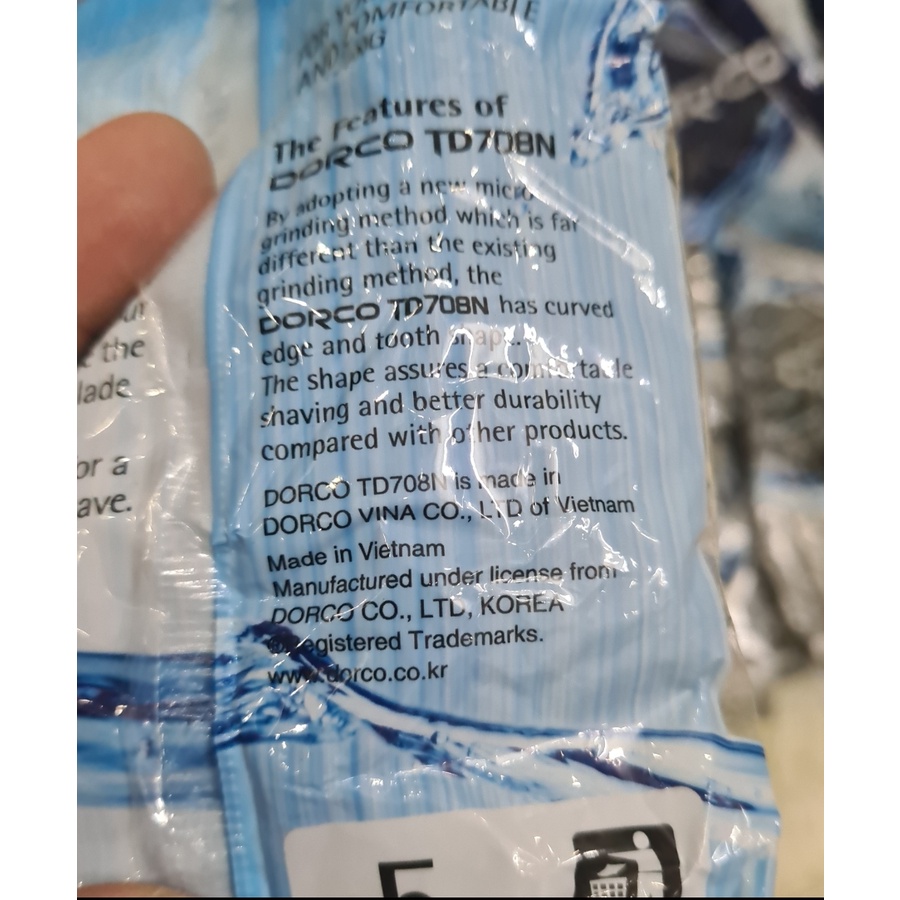 COMFORTABLE
The Features of
DORCO TD708N
By adopting a new micro
grinding method which is far
different than the existing
grinding method, the
DORCO TD708N has curved
edge and tooth
The shape assures a comfortable
shaving and better durability
compared with other products.
DORCO TD708N is made in
DORCO VINA CO., LTD of Vietnam
Made in Vietnam
Manufactured under license from
DORCO CO., LTD, KOREA
Registered Trademarks.
www.dorco.co.kr
5
the
or a